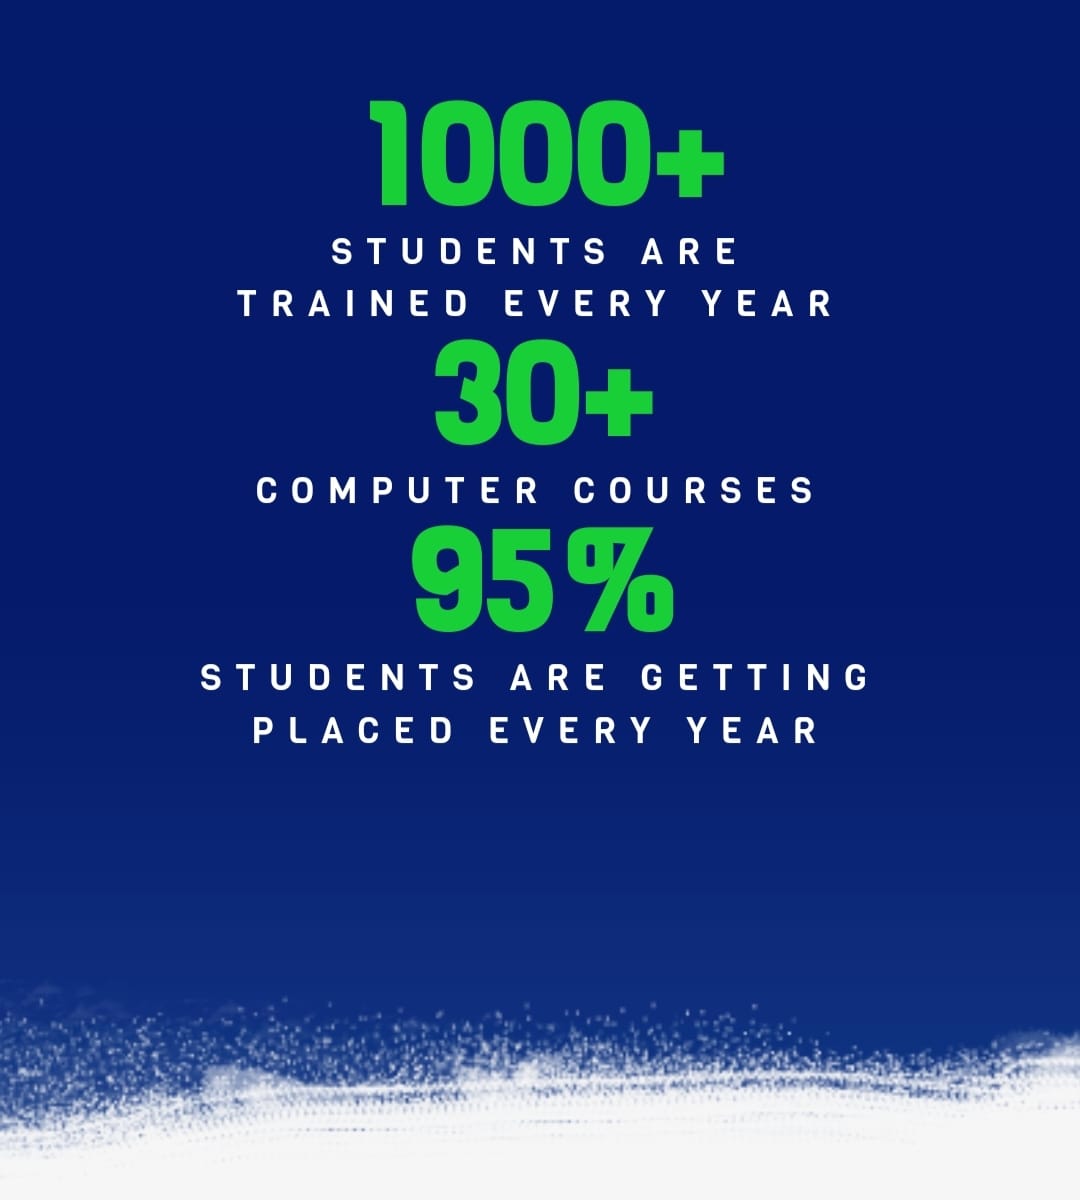 1000+
STUDENTS ARE
TRAINED EVERY YEAR
30+
COMPUTER COURSES
95%
STUDENTS ARE GETTING
PLACED EVERY YEAR